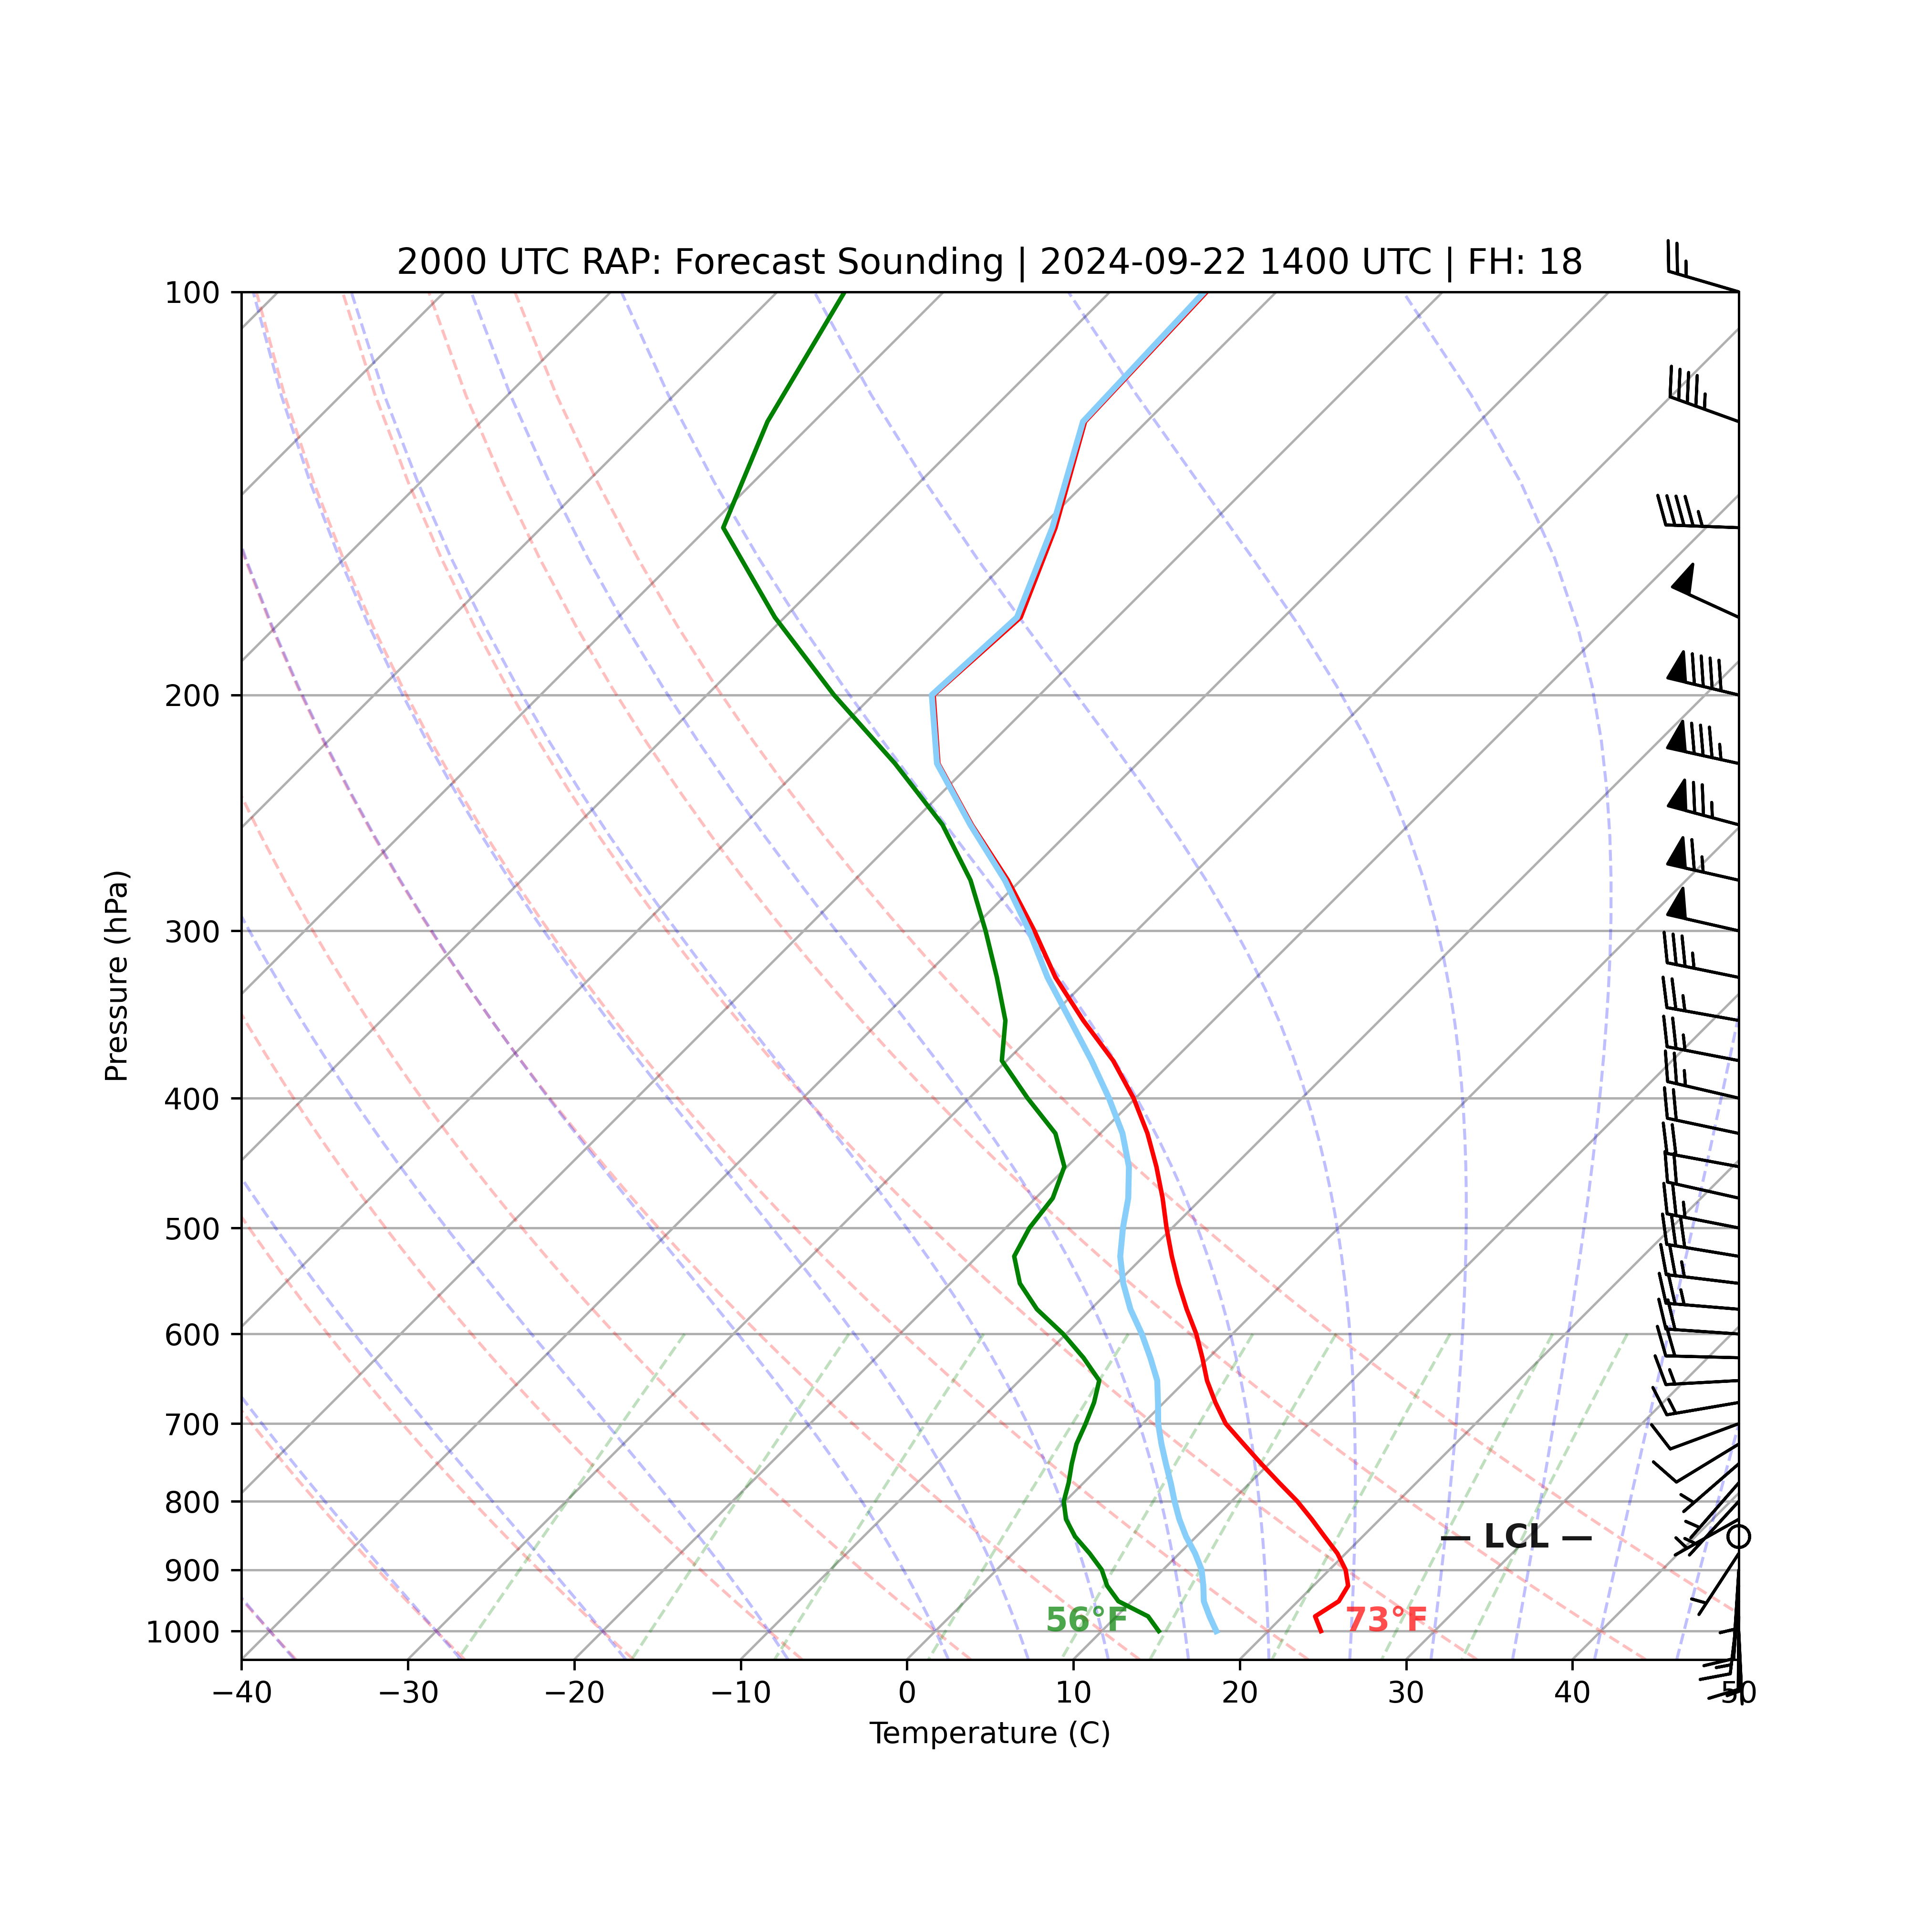 2000 UTC RAP: Forecast Sounding | 2024-09-22 1400 UTC | FH: 18
100
200
300
400
500
600
700
800
900
1000
Pressure (hPa)
— LCL —
56°F
73°F
−40 −30 −20 −10 0 10 20 30 40 50
Temperature (C)